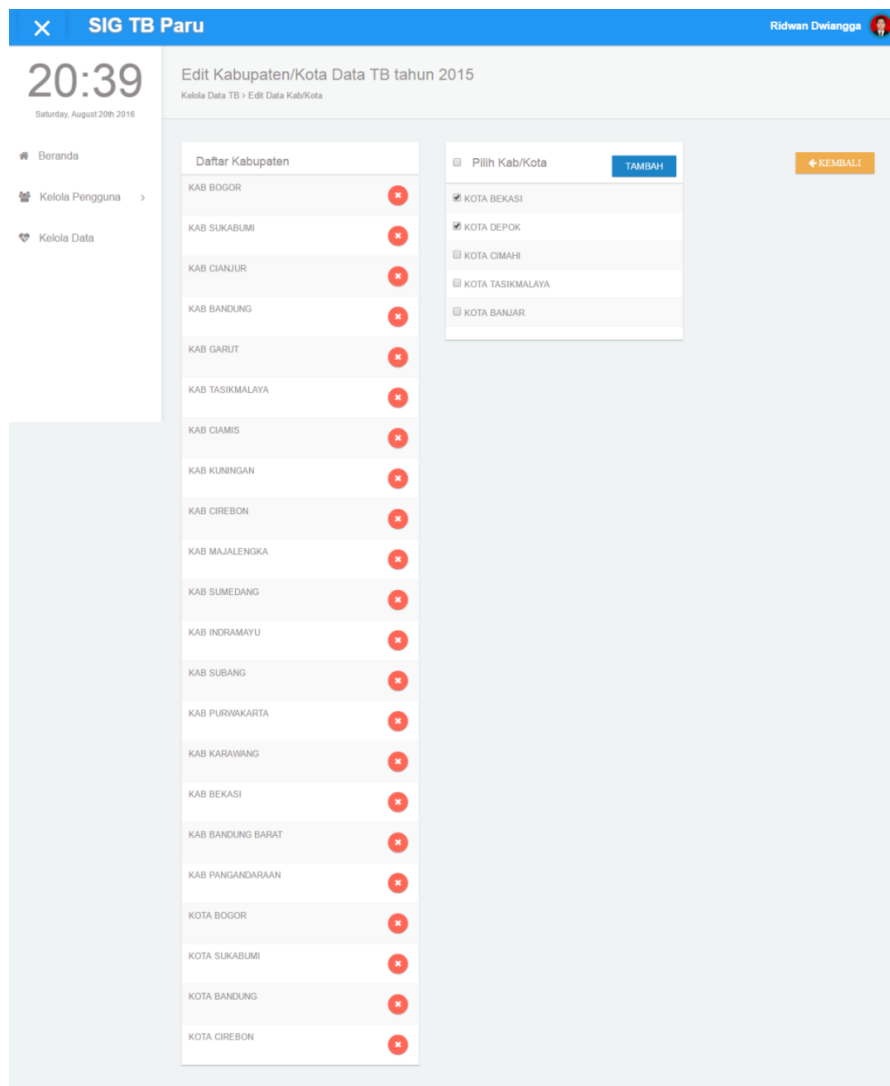 SIG TB Paru
Ridwan Dwiangga
20:39
Saturday, August 20th 2016
Beranda
Kelola Pengguna >
Kelola Data
Edit Kabupaten/Kota Data TB tahun 2015
Kelola Data TB > Edit Data Kab/Kota
Daftar Kabupaten
KAB BOGOR
KAB SUKABUMI
KAB CIANJUR
KAB BANDUNG
KAB GARUT
KAB TASIKMALAYA
KAB CIAMIS
KAB KUNINGAN
KAB CIREBON
KAB MAJALENGKA
KAB SUMEDANG
KAB INDRAMAYU
KAB SUBANG
KAB PURWAKARTA
KAB KARAWANG
KAB BEKASI
KAB BANDUNG BARAT
KAB PANGANDARAAN
KOTA BOGOR
KOTA SUKABUMI
KOTA BANDUNG
KOTA CIREBON
Pilih Kab/Kota
TAMBAH
KOTA BEKASI
KOTA DEPOK
KOTA CIMAHI
KOTA TASIKMALAYA
KOTA BANJAR
KEMBALI